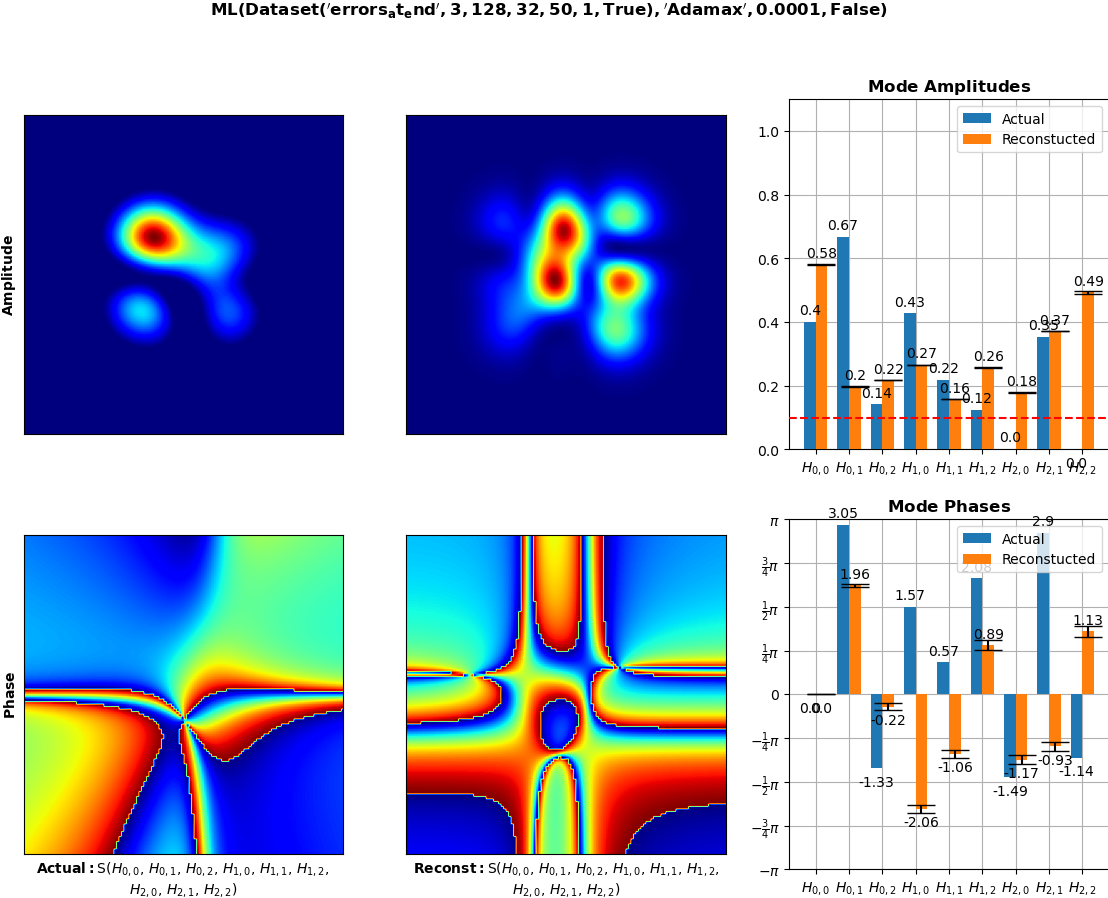 ML(Dataset('errors_at_end', 3, 128, 32, 50, 1, True), 'Adamax', 0.0001, False)
Mode Amplitudes
Amplitude
Actual
Reconstucted
1.0
0.8
0.6
0.4
0.2
0.0
0.4 0.58 0.67 0.2 0.14 0.22 0.43 0.27 0.22 0.16 0.12 0.26 0.0 0.18 0.35 0.37 0.0 0.49
H0,0 H0,1 H0,2 H1,0 H1,1 H1,2 H2,0 H2,1 H2,2
Mode Phases
Phase
Actual
Reconstucted
π
3/4π
1/2π
1/4π
0
−1/4π
−1/2π
−3/4π
−π
0.0 0.0 3.05 1.96 -1.33 -0.22 1.57 -2.06 0.57 -1.06 2.08 0.89 -1.49 -1.17 2.9 -0.93 -1.14 1.13
H0,0 H0,1 H0,2 H1,0 H1,1 H1,2 H2,0 H2,1 H2,2
Actual: S(H0,0, H0,1, H0,2, H1,0, H1,1, H1,2,
H2,0, H2,1, H2,2)
Reconst: S(H0,0, H0,1, H0,2, H1,0, H1,1, H1,2,
H2,0, H2,1, H2,2)